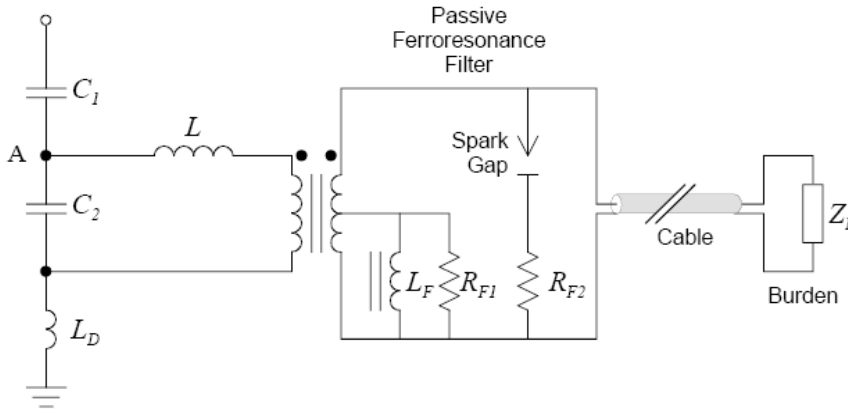 Passive
Ferroresonance
Filter
C1
L
A
Spark
Gap
C2
Cable
LF
RF1
RF2
Burden
LD